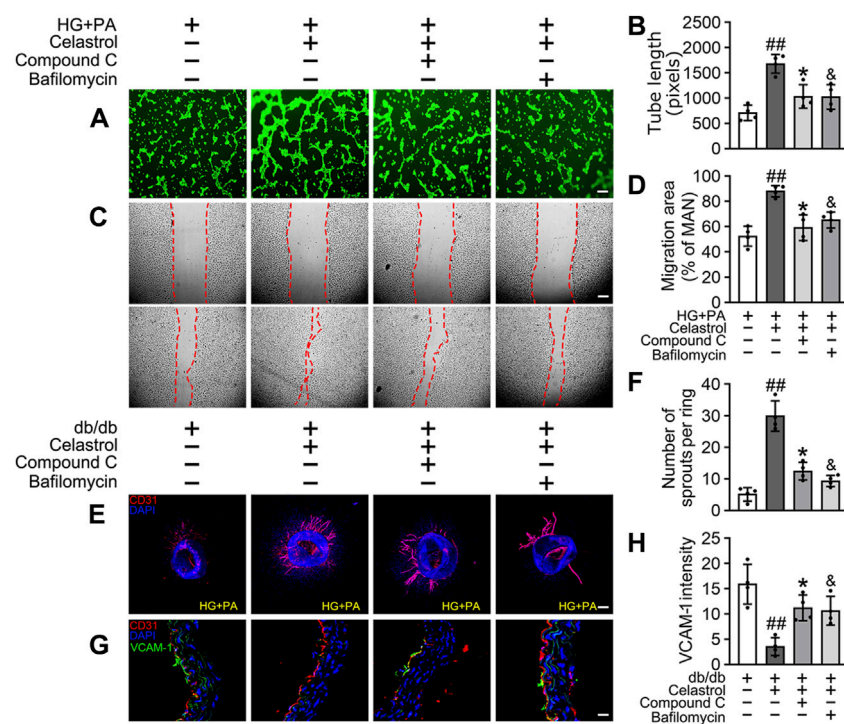 HG+PA + + + +
Celastrol − + + +
Compound C − − + −
Bafilomycin − − − +
A
C
db/db + + + +
Celastrol − + + +
Compound C − − + −
Bafilomycin − − − +
E
CD31
DAPI
HG+PA HG+PA HG+PA HG+PA
G
CD31
DAPI
VCAM-1
B
Tube length
(pixels)
2500
2000
1500
1000
500
0
## * &
D
Migration area
(% of MAN)
100
80
60
40
20
0
## * &
HG+PA + + + +
Celastrol − + + +
Compound C − − + −
Bafilomycin − − − +
F
Number of
sprouts per ring
40
30
20
10
0
## * &
H
VCAM-1 intensity
25
20
15
10
5
0
## * &
db/db + + + +
Celastrol − + + +
Compound C − − + −
Bafilomycin − − − +